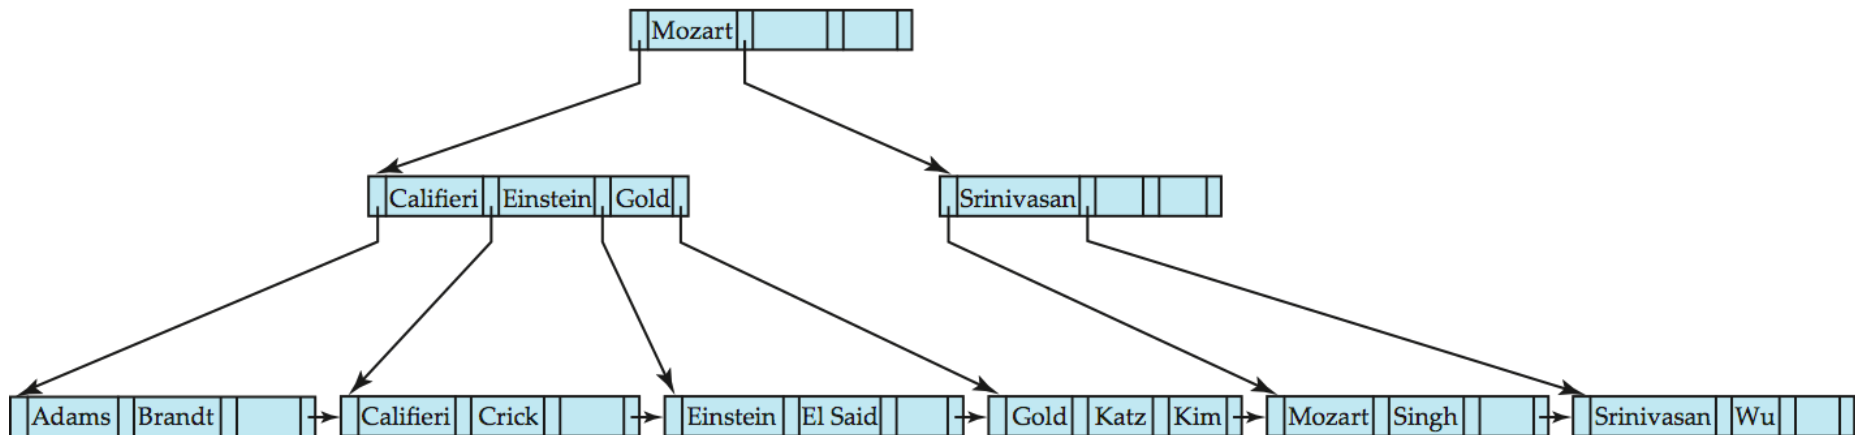 Mozart
Califieri Einstein Gold Srinivasan
Adams Brandt Califieri Crick Einstein El Said Gold Katz Kim Mozart Singh Srinivasan Wu